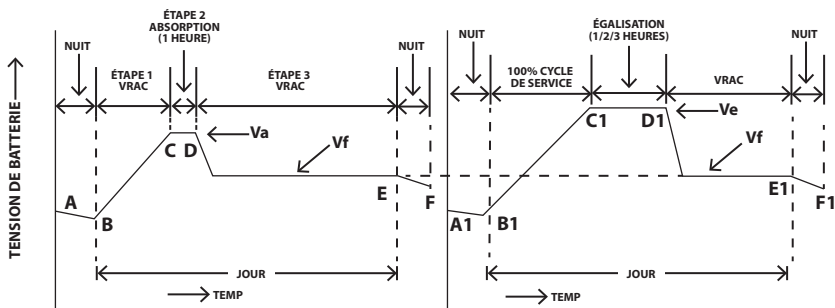 TENSION DE BATTERIE
NUIT
ÉTAPE 1
VRAC
ÉTAPE 2
ABSORPTION
(1 HEURE)
ÉTAPE 3
VRAC
NUIT
Va
Vf
A
B
C
D
E
F
JOUR
TEMP
NUIT
100% CYCLE
DE SERVICE
ÉGALISATION
(1/2/3 HEURES)
VRAC
NUIT
Ve
Vf
A1
B1
C1
D1
E1
F1
JOUR
TEMP